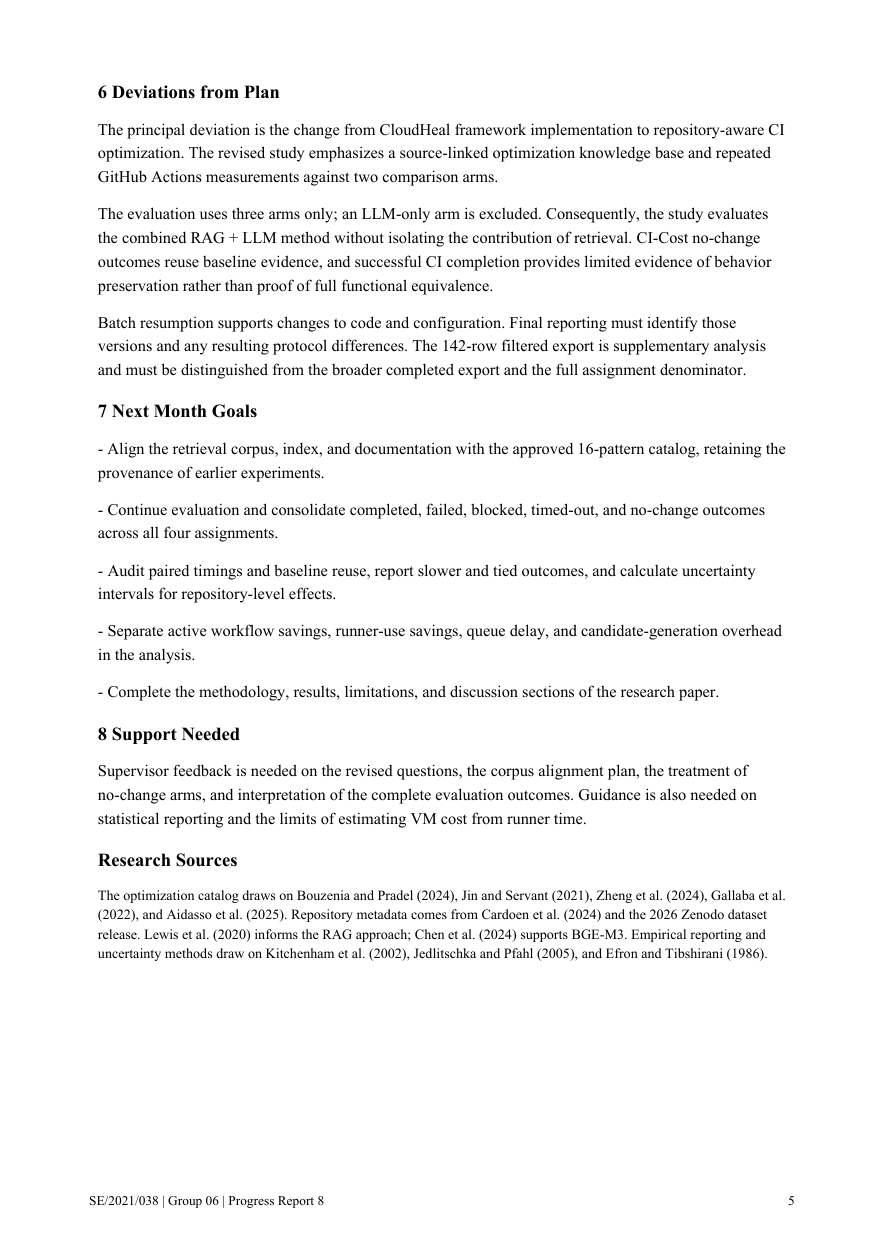 6 Deviations from Plan
The principal deviation is the change from CloudHeal framework implementation to repository-aware CI
optimization. The revised study emphasizes a source-linked optimization knowledge base and repeated
GitHub Actions measurements against two comparison arms.
The evaluation uses three arms only; an LLM-only arm is excluded. Consequently, the study evaluates
the combined RAG + LLM method without isolating the contribution of retrieval. CI-Cost no-change
outcomes reuse baseline evidence, and successful CI completion provides limited evidence of behavior
preservation rather than proof of full functional equivalence.
Batch resumption supports changes to code and configuration. Final reporting must identify those
versions and any resulting protocol differences. The 142-row filtered export is supplementary analysis
and must be distinguished from the broader completed export and the full assignment denominator.
7 Next Month Goals
- Align the retrieval corpus, index, and documentation with the approved 16-pattern catalog, retaining the
provenance of earlier experiments.
- Continue evaluation and consolidate completed, failed, blocked, timed-out, and no-change outcomes
across all four assignments.
- Audit paired timings and baseline reuse, report slower and tied outcomes, and calculate uncertainty
intervals for repository-level effects.
- Separate active workflow savings, runner-use savings, queue delay, and candidate-generation overhead
in the analysis.
- Complete the methodology, results, limitations, and discussion sections of the research paper.
8 Support Needed
Supervisor feedback is needed on the revised questions, the corpus alignment plan, the treatment of
no-change arms, and interpretation of the complete evaluation outcomes. Guidance is also needed on
statistical reporting and the limits of estimating VM cost from runner time.
Research Sources
The optimization catalog draws on Bouzenia and Pradel (2024), Jin and Servant (2021), Zheng et al. (2024), Gallaba et al.
(2022), and Aidasso et al. (2025). Repository metadata comes from Cardoen et al. (2024) and the 2026 Zenodo dataset
release. Lewis et al. (2020) informs the RAG approach; Chen et al. (2024) supports BGE-M3. Empirical reporting and
uncertainty methods draw on Kitchenham et al. (2002), Jedlitschka and Pfahl (2005), and Efron and Tibshirani (1986).
SE/2021/038 | Group 06 | Progress Report 8
5